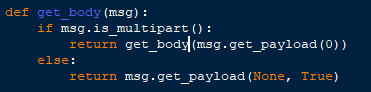 def get_body(msg):
    if msg.is_multipart():
        return get_body(msg.get_payload(0))
    else:
        return msg.get_payload(None, True)